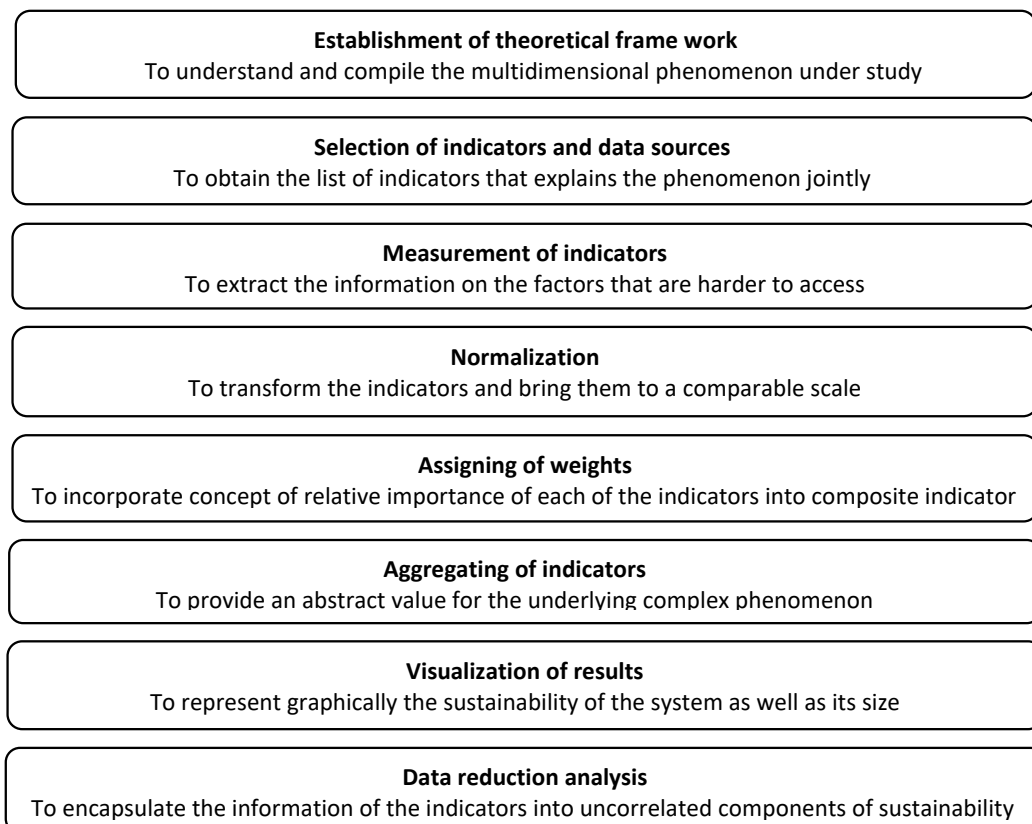 Establishment of theoretical frame work
To understand and compile the multidimensional phenomenon under study
Selection of indicators and data sources
To obtain the list of indicators that explains the phenomenon jointly
Measurement of indicators
To extract the information on the factors that are harder to access
Normalization
To transform the indicators and bring them to a comparable scale
Assigning of weights
To incorporate concept of relative importance of each of the indicators into composite indicator
Aggregating of indicators
To provide an abstract value for the underlying complex phenomenon
Visualization of results
To represent graphically the sustainability of the system as well as its size
Data reduction analysis
To encapsulate the information of the indicators into uncorrelated components of sustainability